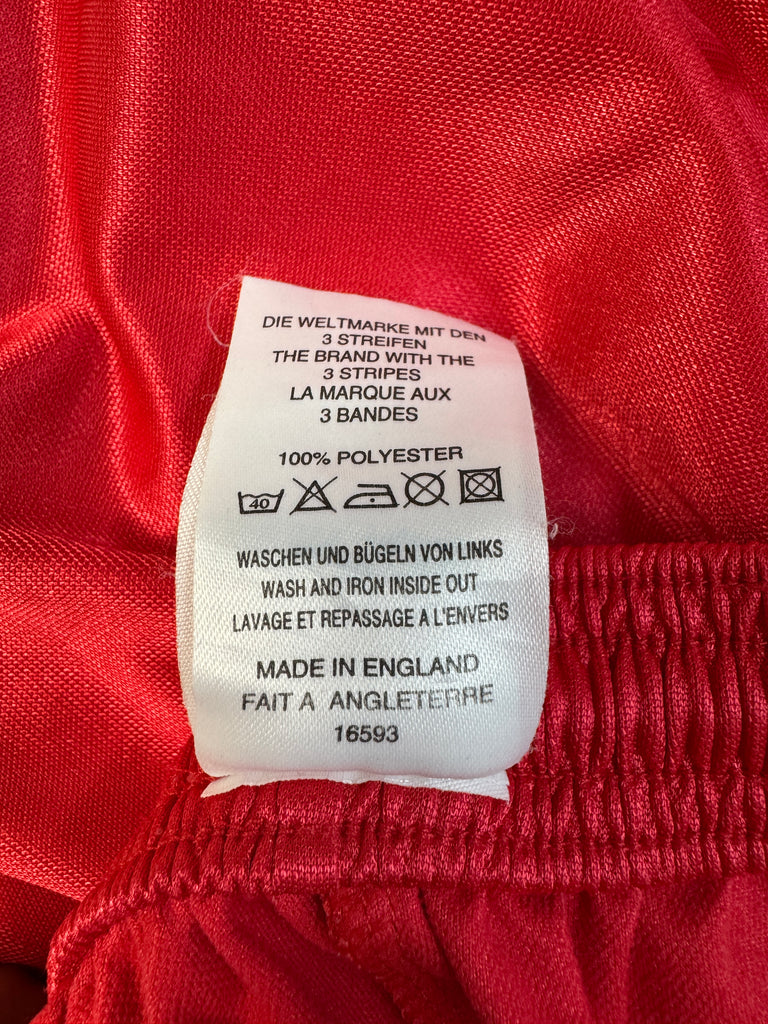 DIE WELTMARKE MIT DEN
3 STREIFEN
THE BRAND WITH THE
3 STRIPES
LA MARQUE AUX
3 BANDES
100% POLYESTER
40
WASCHEN UND BÜGELN VON LINKS
WASH AND IRON INSIDE OUT
LAVAGE ET REPASSAGE A L'ENVERS
MADE IN ENGLAND
FAIT A ANGLETERRE
16593